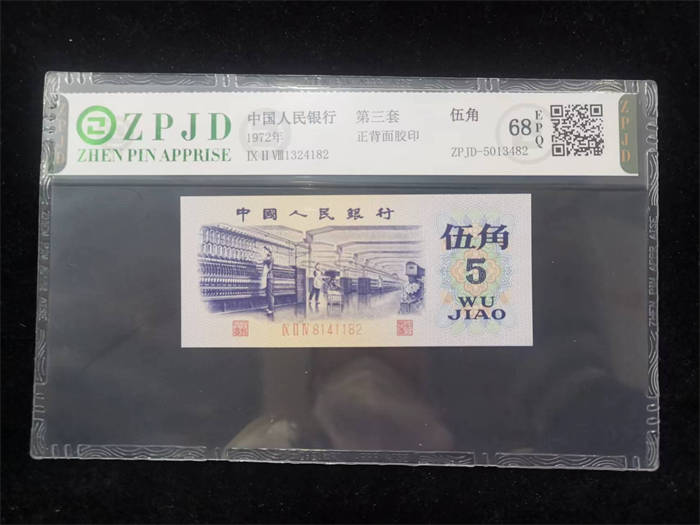 ZPJD
ZHEN PIN APPRISE
中国人民银行 第三套 伍角
1972年 正背面胶印
IX II VIII 1324182 ZPJD-5013482
68 EPQ
ZPJD
中國人民銀行
伍角
5
WU
JIAO
IX II IV 8141182